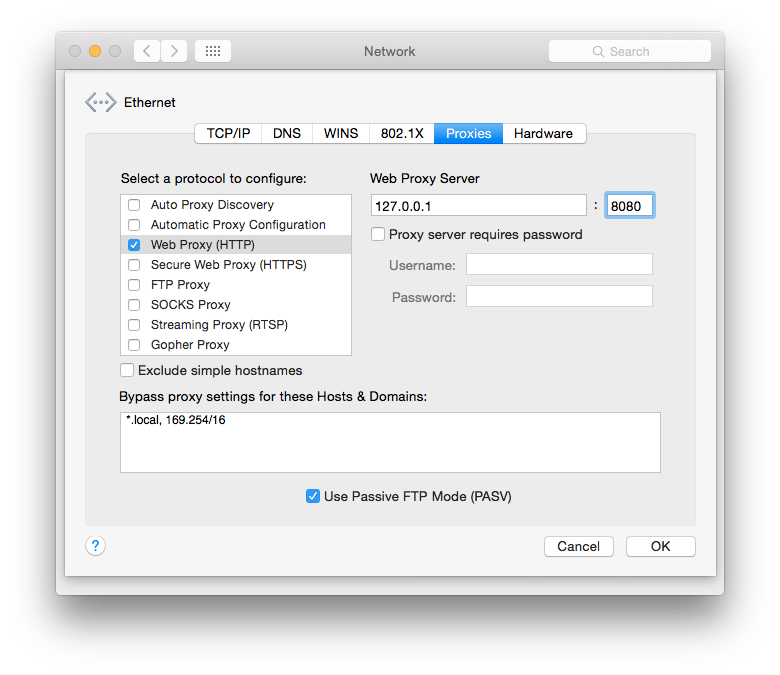 Network
Search
Ethernet
TCP/IP DNS WINS 802.1X Proxies Hardware
Select a protocol to configure:
Auto Proxy Discovery
Automatic Proxy Configuration
Web Proxy (HTTP)
Secure Web Proxy (HTTPS)
FTP Proxy
SOCKS Proxy
Streaming Proxy (RTSP)
Gopher Proxy
Exclude simple hostnames
Web Proxy Server
127.0.0.1 : 8080
Proxy server requires password
Username:
Password:
Bypass proxy settings for these Hosts & Domains:
*.local, 169.254/16
Use Passive FTP Mode (PASV)
? Cancel OK